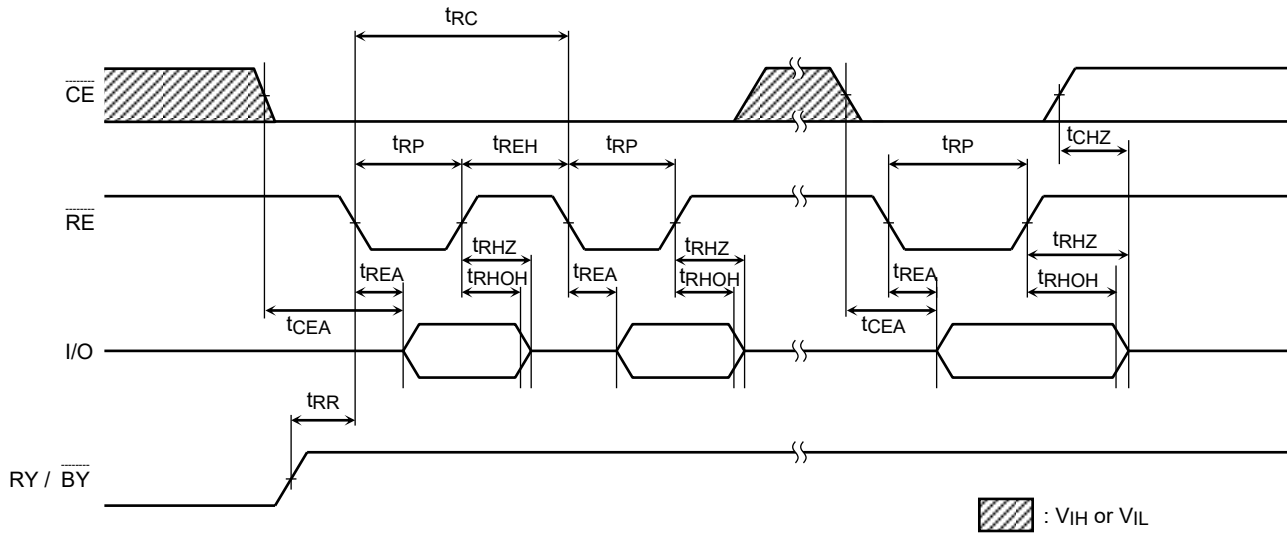 tRC
CE
tRP
tREH
tRP
tRP
tCHZ
RE
tREA
tRHZ
tRHOH
tREA
tRHZ
tRHOH
tREA
tRHZ
tRHOH
tCEA
tCEA
I/O
tRR
RY / BY
: VIH or VIL